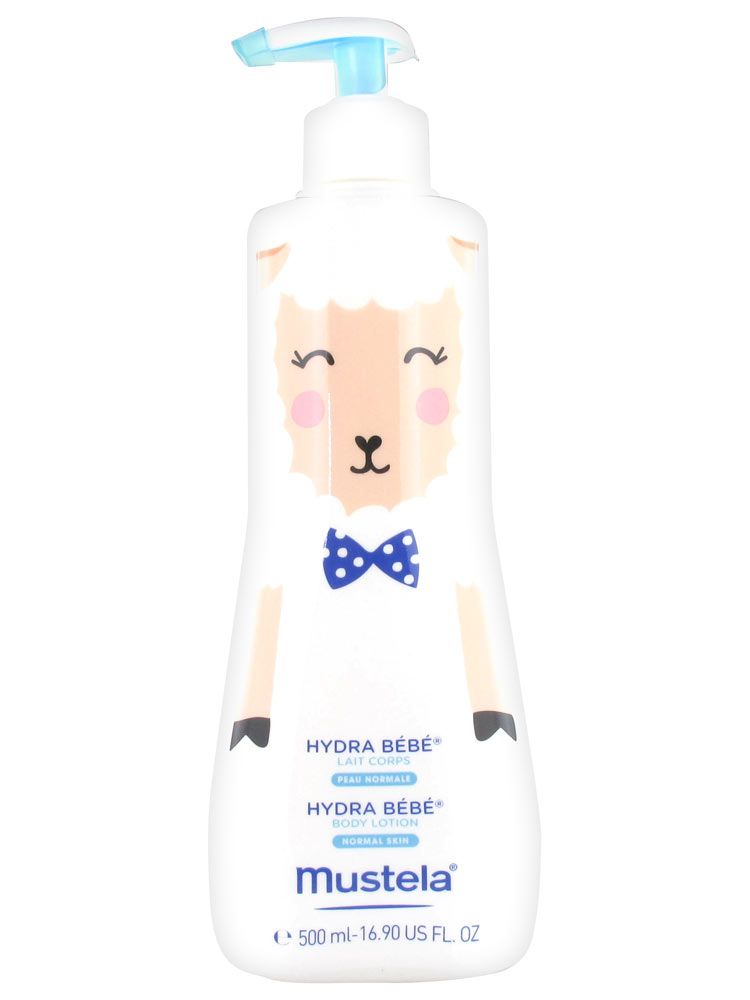 HYDRA BÉBÉ®
LAIT CORPS
PEAU NORMALE
HYDRA BÉBÉ®
BODY LOTION
NORMAL SKIN
mustela®
℮ 500 ml-16.90 US FL. OZ